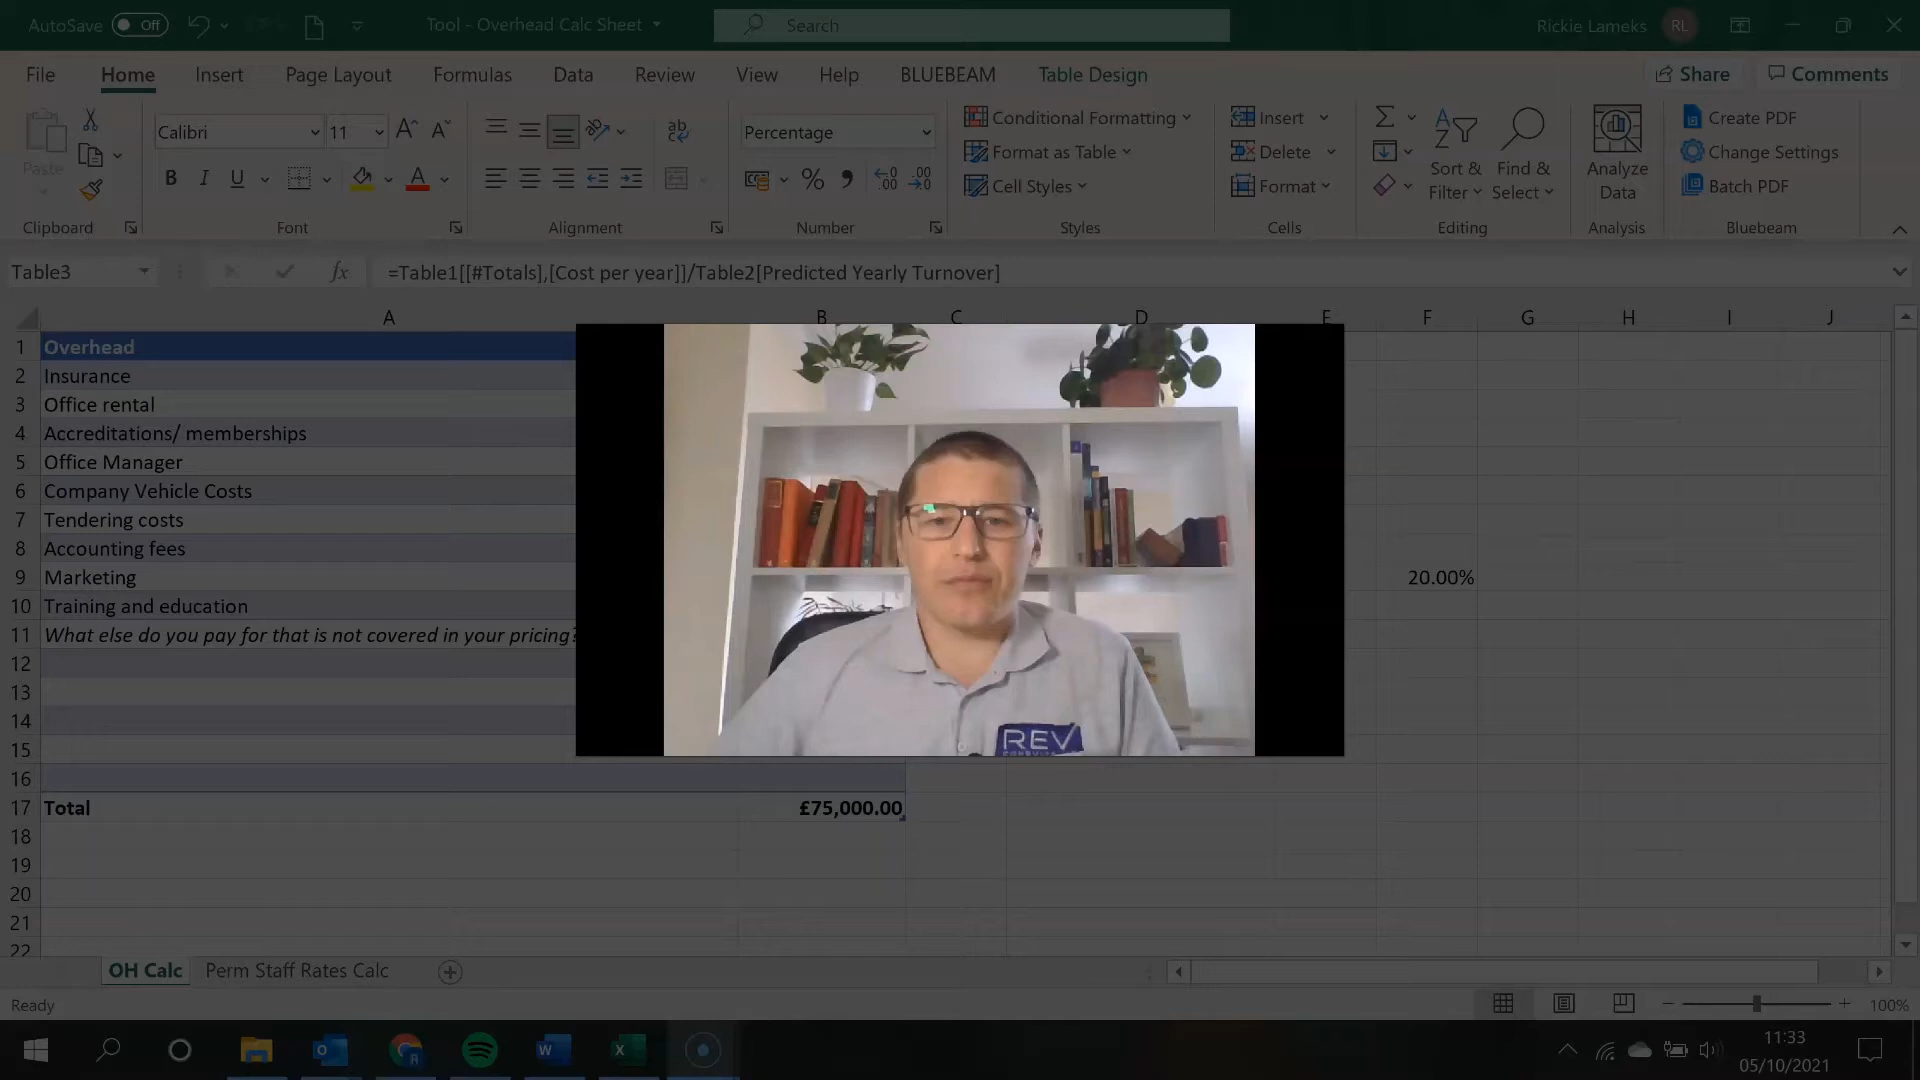 AutoSave Off Tool - Overhead Calc Sheet Search Rickie Lameks RL
File Home Insert Page Layout Formulas Data Review View Help BLUEBEAM Table Design Share Comments
Paste
Calibri 11
B I U
A A
ab
Percentage
% ,
Conditional Formatting
Format as Table
Cell Styles
Insert
Delete
Format
Sort &
Filter
Find &
Select
Analyze
Data
Create PDF
Change Settings
Batch PDF
Clipboard Font Alignment Number Styles Cells Editing Analysis Bluebeam
Table3 fx =Table1[[#Totals],[Cost per year]]/Table2[Predicted Yearly Turnover]
A B C D E F G H I J
1 Overhead
2 Insurance
3 Office rental
4 Accreditations/ memberships
5 Office Manager
6 Company Vehicle Costs
7 Tendering costs
8 Accounting fees
9 Marketing 20.00%
10 Training and education
11 What else do you pay for that is not covered in your pricing?
12
13
14
15
16
17 Total £75,000.00
18
19
20
21
22
REV
OH Calc Perm Staff Rates Calc
Ready 100%
11:33
05/10/2021